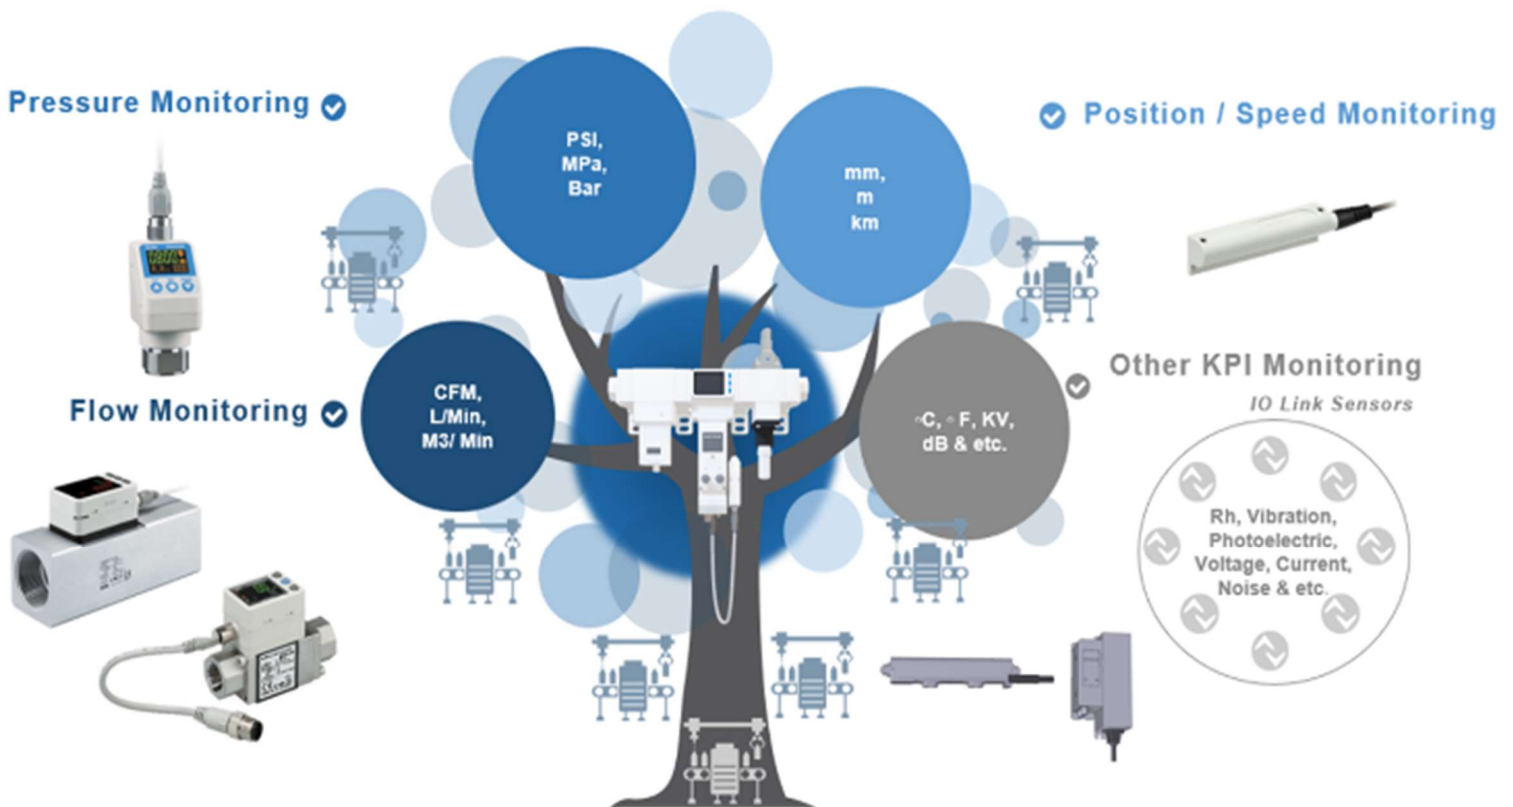 Pressure Monitoring
Position / Speed Monitoring
PSI,
MPa,
Bar
mm,
m
km
Flow Monitoring
CFM,
L/Min,
M3/ Min
◦C, ◦ F, KV,
dB & etc.
Other KPI Monitoring
IO Link Sensors
Rh, Vibration,
Photoelectric,
Voltage, Current,
Noise & etc.